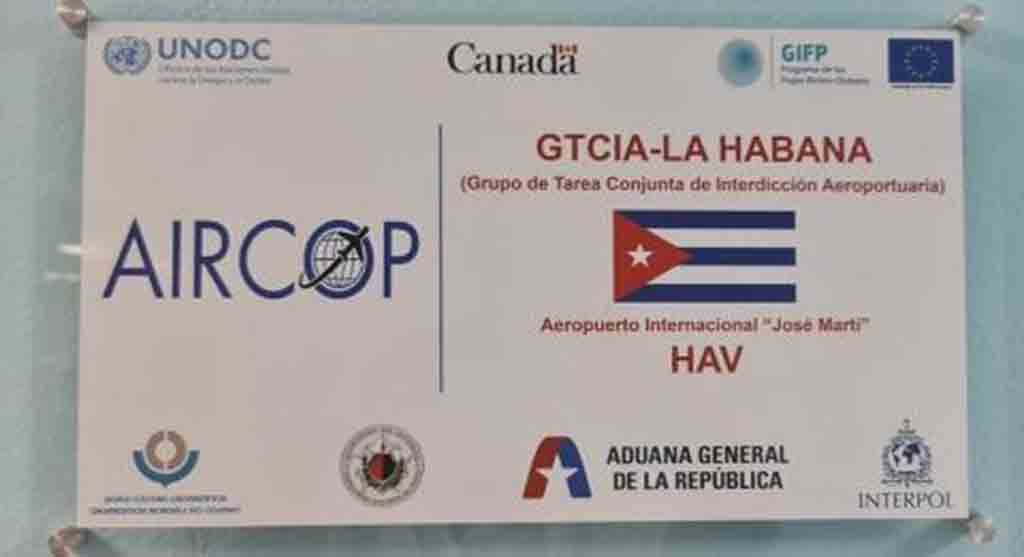 UNODC
Canada
GIFP
GTCIA-LA HABANA
(Grupo de Tarea Conjunta de Interdicción Aeroportuaria)
AIRCOP
Aeropuerto Internacional "José Martí"
HAV
ADUANA GENERAL
DE LA REPÚBLICA
INTERPOL